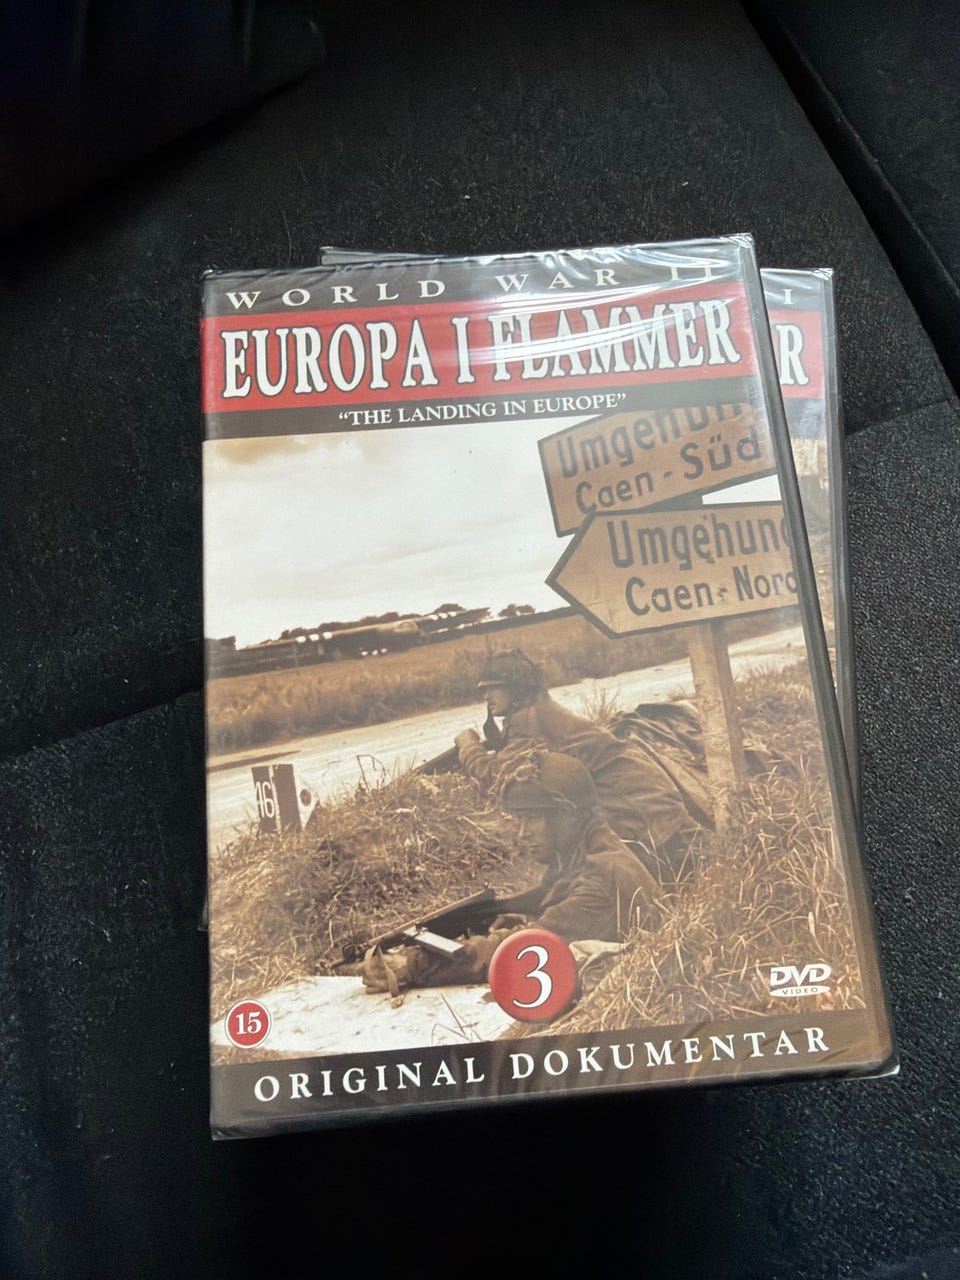 WORLD WAR II
EUROPA I FLAMMER
"THE LANDING IN EUROPE"
Umgehun
Caen - Süd
Umgehun
Caen - Nord
16
3
DVD
VIDEO
15
ORIGINAL DOKUMENTAR
I
R